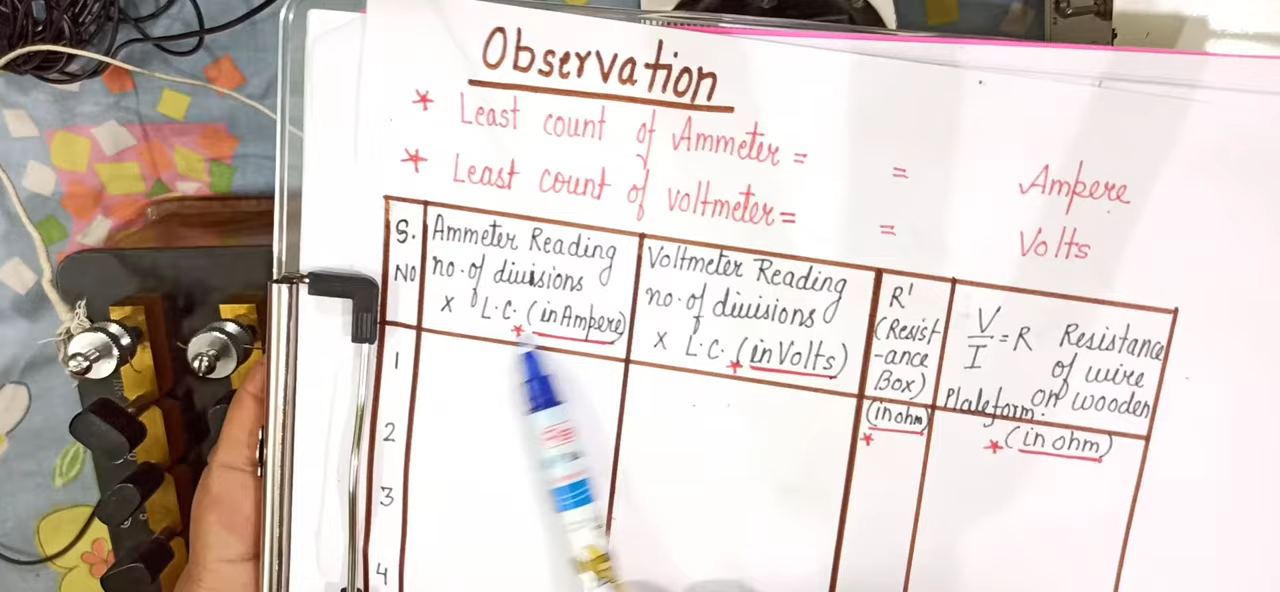 Observation
* Least count of Ammeter = = Ampere
* Least count of voltmeter = = Volts
S. No
Ammeter Reading
no. of divisions
x L.C. (in Ampere)
*
Voltmeter Reading
no. of divisions
x L.C. (in Volts)
*
R'
(Resist
-ance
Box)
(in ohm)
*
V/I = R Resistance
of wire
on wooden
Plateform.
* (in ohm)
1
2
3
4